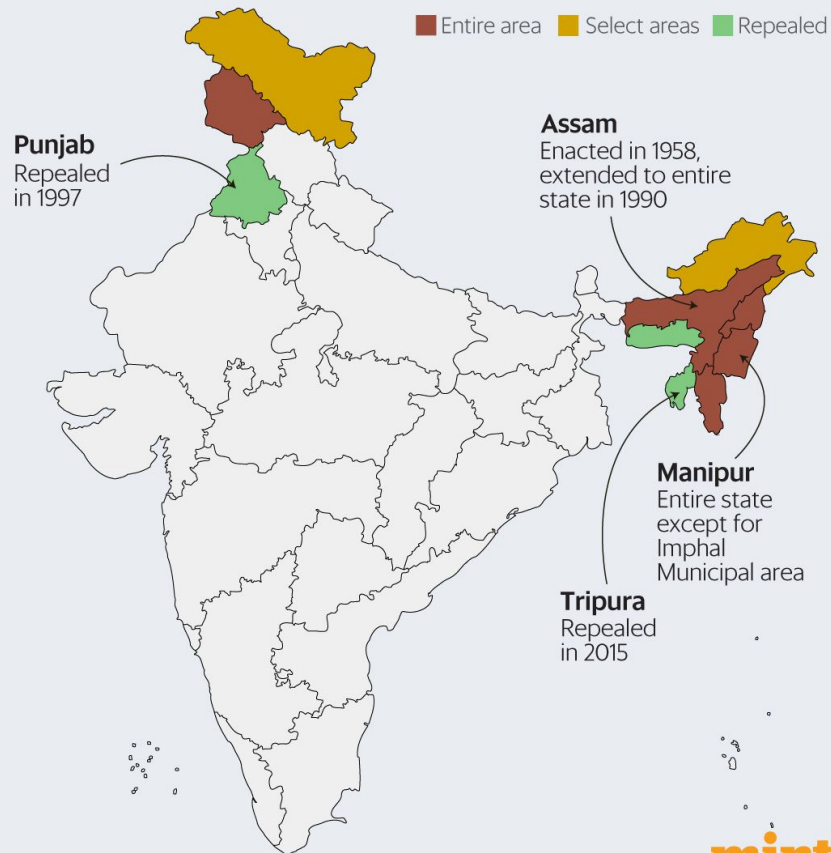 Entire area Select areas Repealed
Punjab
Repealed
in 1997
Assam
Enacted in 1958,
extended to entire
state in 1990
Manipur
Entire state
except for
Imphal
Municipal area
Tripura
Repealed
in 2015
mint